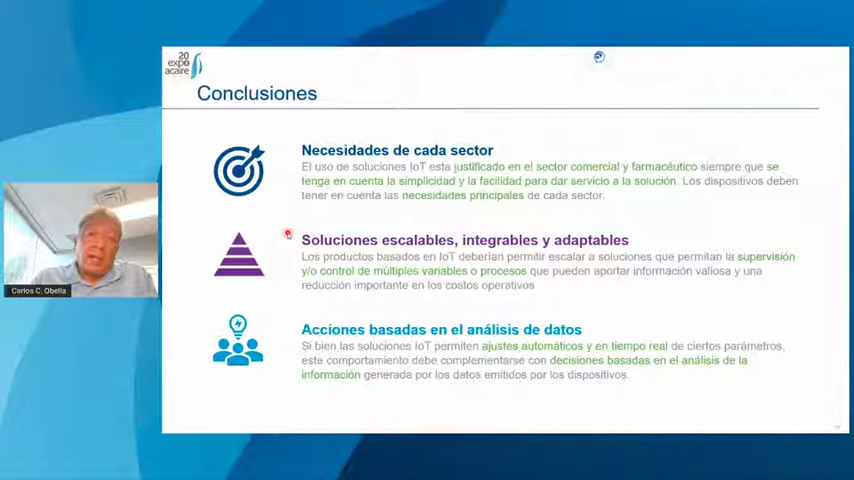 20
expo
acaire
Conclusiones
Necesidades de cada sector
El uso de soluciones IoT esta justificado en el sector comercial y farmacéutico siempre que se
tenga en cuenta la simplicidad y la facilidad para dar servicio a la solución. Los dispositivos deben
tener en cuenta las necesidades principales de cada sector.
Soluciones escalables, integrables y adaptables
Los productos basados en IoT deberían permitir escalar a soluciones que permitan la supervisión
y/o control de múltiples variables o procesos que pueden aportar información valiosa y una
reducción importante en los costos operativos
Carlos C. Obella
Acciones basadas en el análisis de datos
Si bien las soluciones IoT permiten ajustes automáticos y en tiempo real de ciertos parámetros,
este comportamiento debe complementarse con decisiones basadas en el análisis de la
información generada por los datos emitidos por los dispositivos.